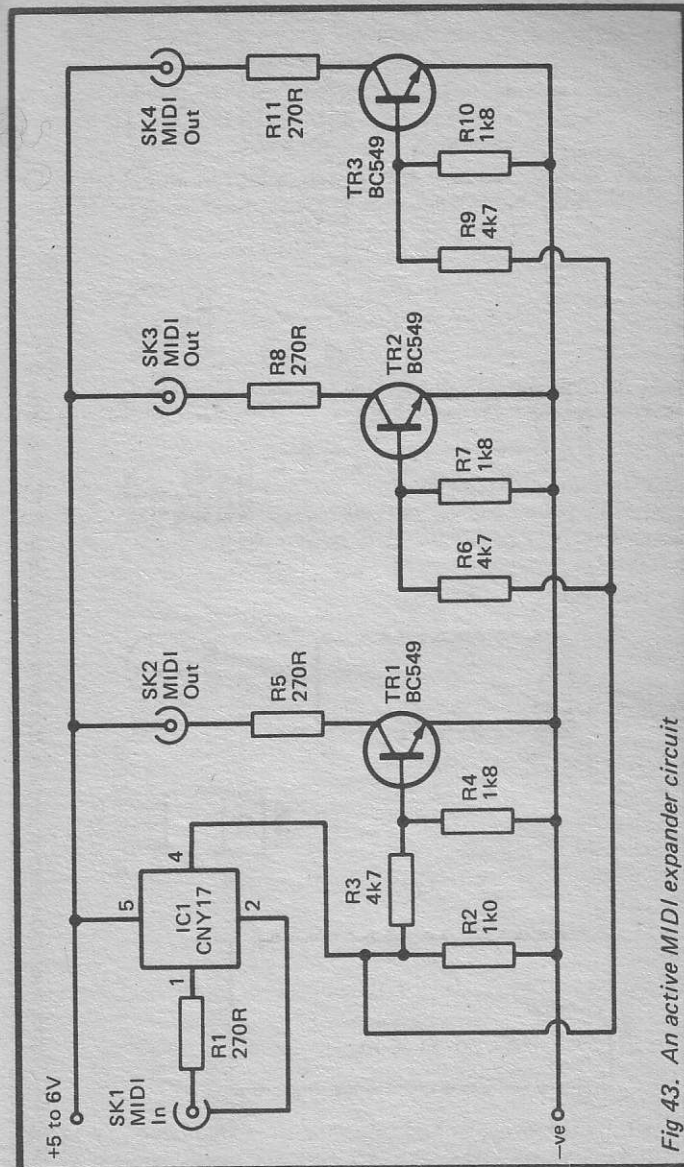 +5 to 6V
SK1
MIDI
In
R1
270R
1
5
IC1
CNY17
2
4
R3
4k7
R2
1k0
R4
1k8
SK2
MIDI
Out
R5
270R
TR1
BC549
R6
4k7
R7
1k8
SK3
MIDI
Out
R8
270R
TR2
BC549
R9
4k7
R10
1k8
SK4
MIDI
Out
R11
270R
TR3
BC549
−ve
Fig 43. An active MIDI expander circuit